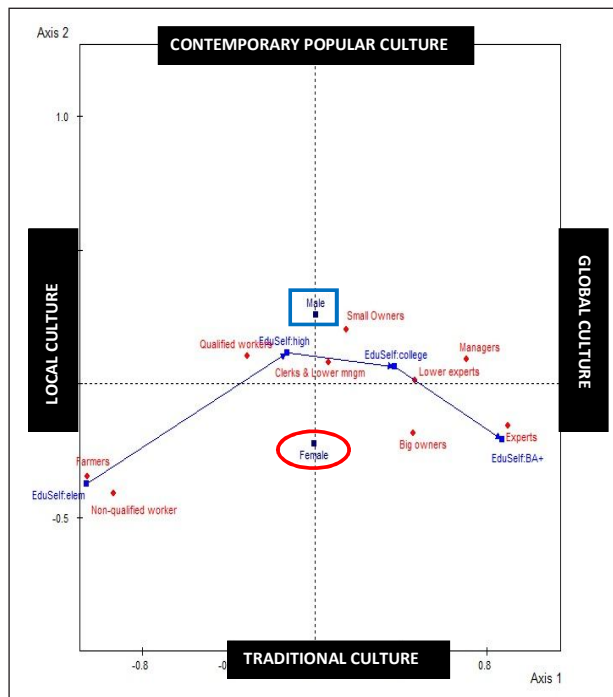 Axis 2
CONTEMPORARY POPULAR CULTURE
1.0
LOCAL CULTURE
GLOBAL CULTURE
Male
Small Owners
EduSelf:high
Qualified workers
EduSelf:college
Managers
Clerks & Lower mngm
Lower experts
Big owners
Experts
Female
EduSelf:BA+
Farmers
EduSelf:elem
Non-qualified worker
-0.5
TRADITIONAL CULTURE
-0.8
0.8
Axis 1